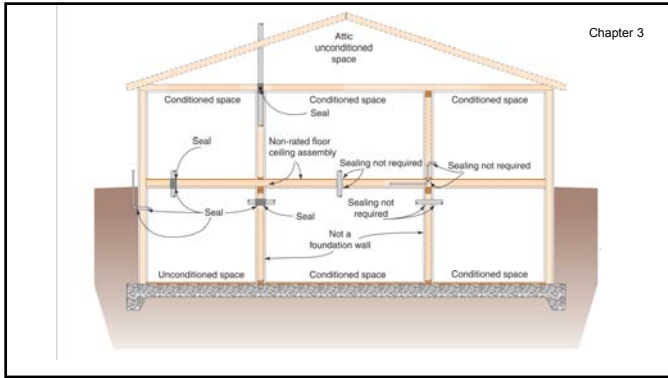 Chapter 3
Attic
unconditioned
space
Conditioned space
Conditioned space
Conditioned space
Seal
Seal
Non-rated floor
ceiling assembly
Sealing not required
Sealing not required
Seal
Seal
Sealing not
required
Not a
foundation wall
Unconditioned space
Conditioned space
Conditioned space